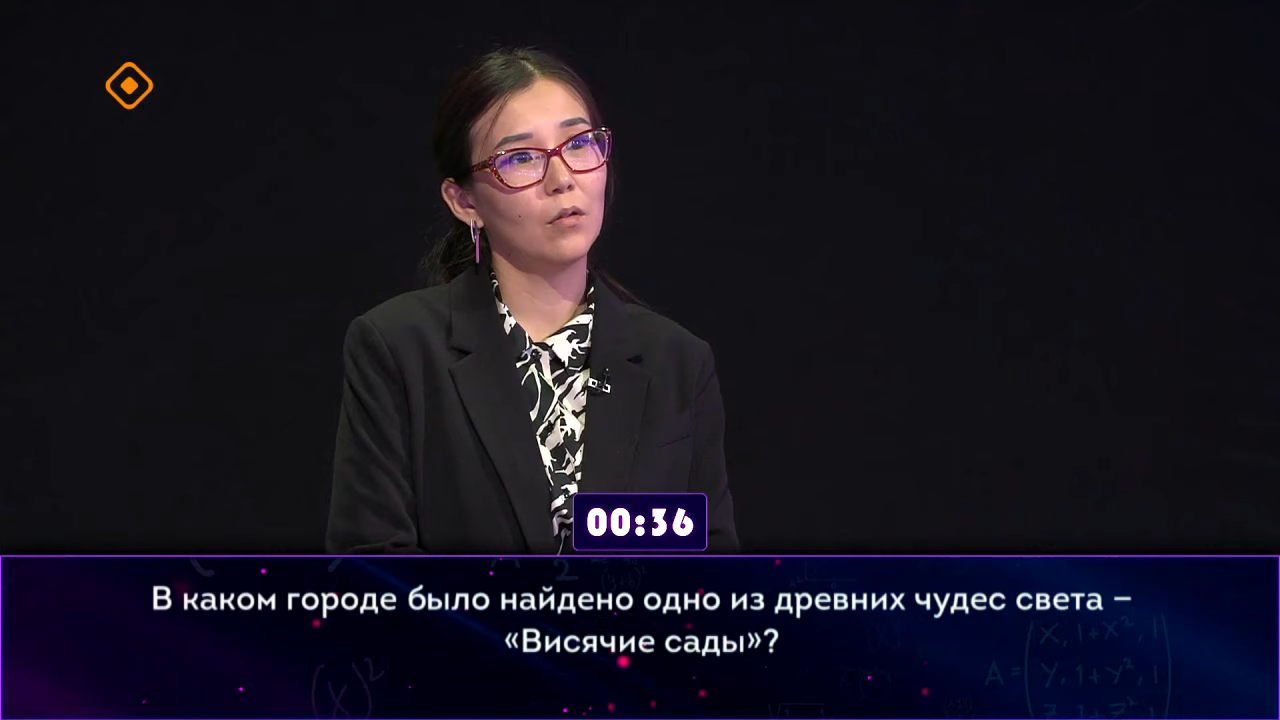 00:36
В каком городе было найдено одно из древних чудес света –
«Висячие сады»?